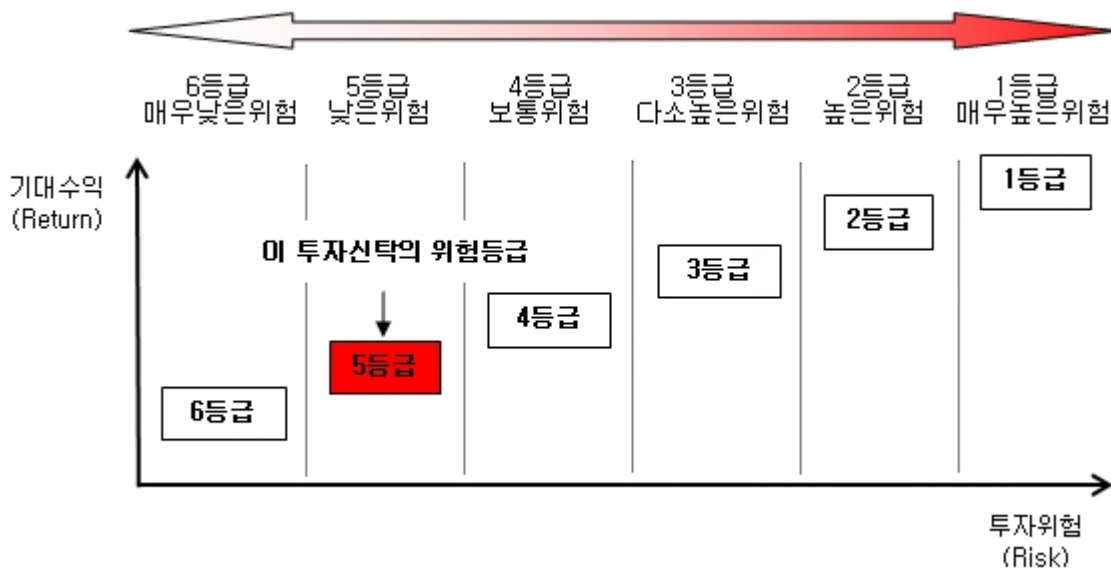 6등급 5등급 4등급 3등급 2등급 1등급
매우낮은위험 낮은위험 보통위험 다소높은위험 높은위험 매우높은위험
기대수익
(Return)
1등급
2등급
이 투자신탁의 위험등급
3등급
4등급
5등급
6등급
투자위험
(Risk)